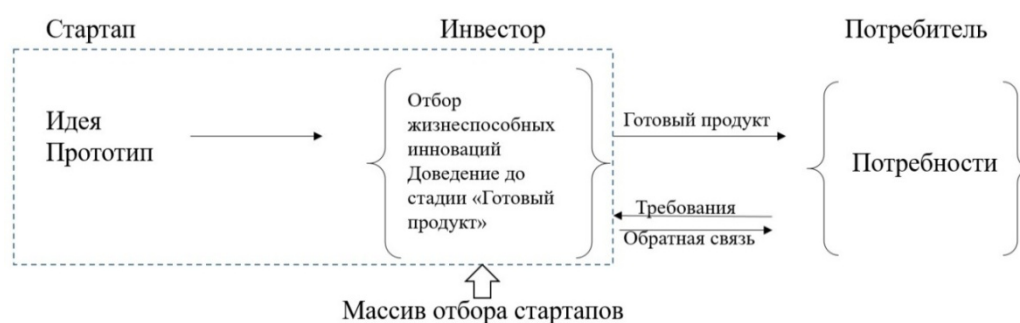 Стартап
Инвестор
Потребитель
Идея
Прототип
Отбор
жизнеспособных
инноваций
Доведение до
стадии «Готовый
продукт»
Готовый продукт
Требования
Обратная связь
Потребности
Массив отбора стартапов